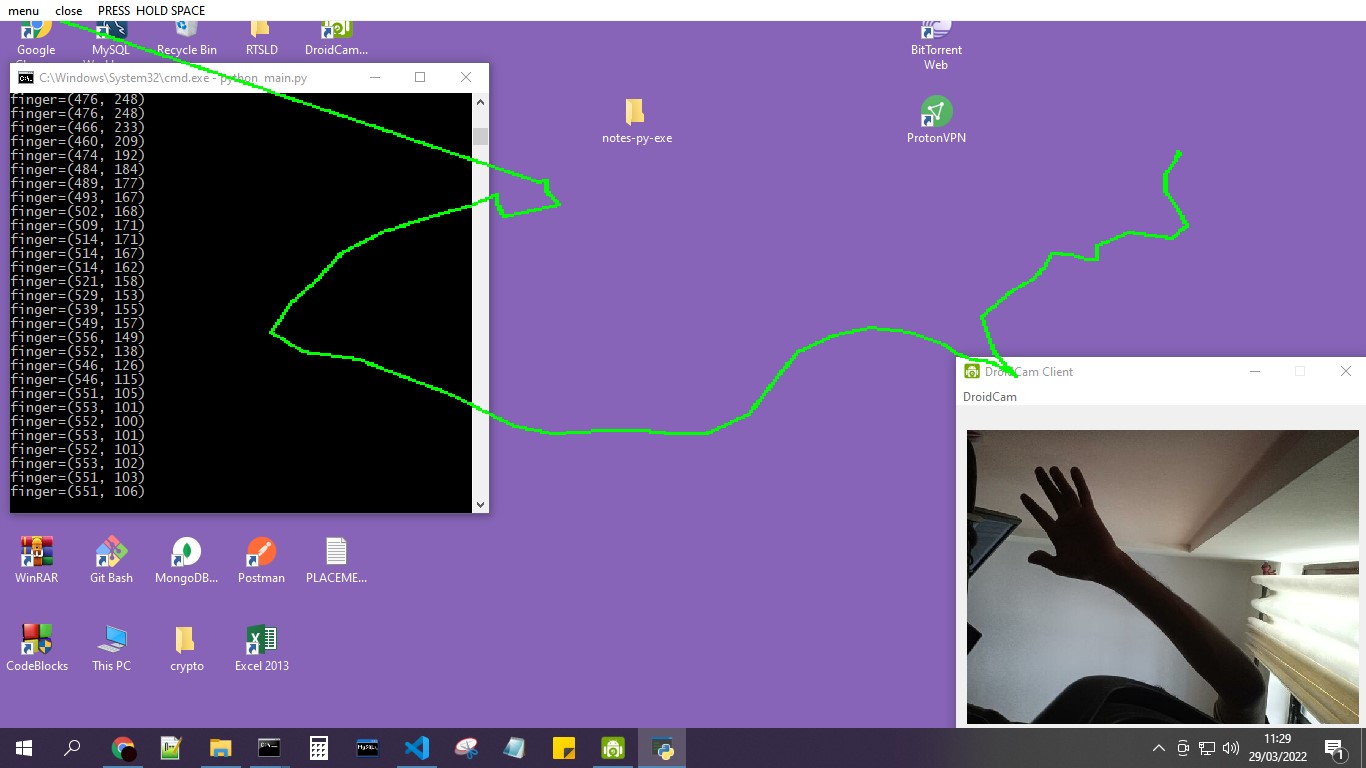 menu close PRESS HOLD SPACE
Google MySQL Recycle Bin RTSLD DroidCam... BitTorrent
Web
C:\Windows\System32\cmd.exe - python main.py
finger=(476, 248)
finger=(476, 248)
finger=(466, 233)
finger=(460, 209)
finger=(474, 192)
finger=(484, 184)
finger=(489, 177)
finger=(493, 167)
finger=(502, 168)
finger=(509, 171)
finger=(514, 171)
finger=(514, 167)
finger=(514, 162)
finger=(521, 158)
finger=(529, 153)
finger=(539, 155)
finger=(549, 157)
finger=(556, 149)
finger=(552, 138)
finger=(546, 126)
finger=(546, 115)
finger=(551, 105)
finger=(553, 101)
finger=(552, 100)
finger=(553, 101)
finger=(552, 101)
finger=(553, 102)
finger=(551, 103)
finger=(551, 106)
notes-py-exe ProtonVPN
DroidCam Client
DroidCam
WinRAR Git Bash MongoDB... Postman PLACEME...
CodeBlocks This PC crypto Excel 2013
11:29
29/03/2022
1